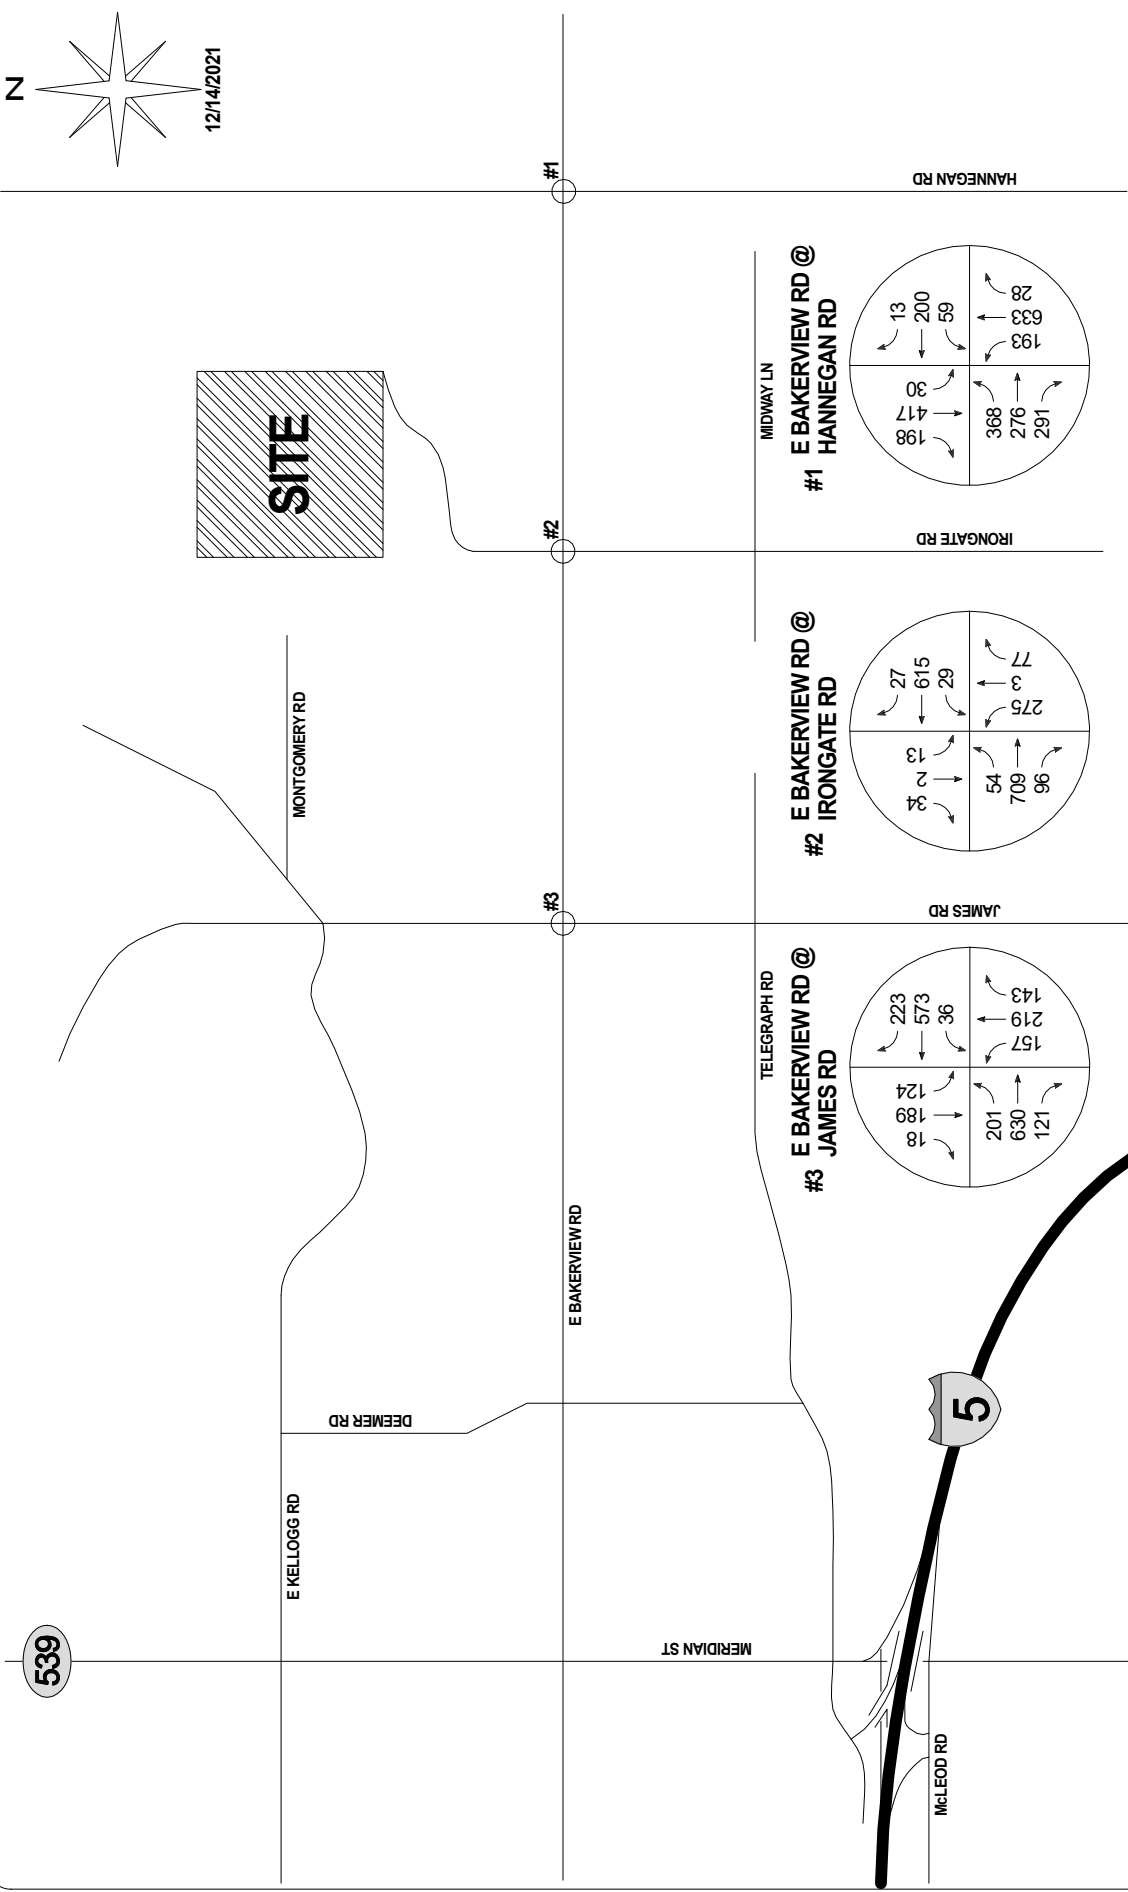 N
12/14/2021
HANNEGAN RD
#1
SITE
#2
IRONGATE RD
MONTGOMERY RD
#3
JAMES RD
MIDWAY LN
TELEGRAPH RD
E BAKERVIEW RD
DEEMER RD
E KELLOGG RD
MERIDIAN ST
McLEOD RD
539
5
#1 E BAKERVIEW RD @
HANNEGAN RD
198 417 30
13
200
59
368
276
291
193 633 28
#2 E BAKERVIEW RD @
IRONGATE RD
34 2 13
27
615
29
54
709
96
275 3 77
#3 E BAKERVIEW RD @
JAMES RD
18 189 124
223
573
36
201
630
121
157 219 143